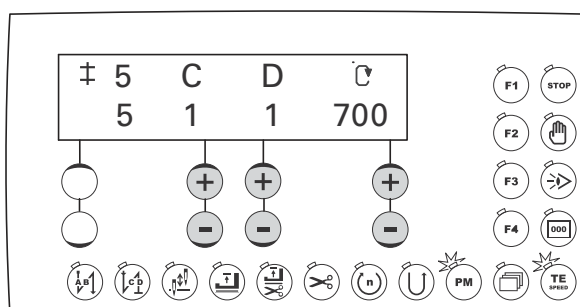 ‡ 5 C D
5 1 1 700
F1 STOP
F2
+ + + F3
- - - F4 000
A B C D n PM TE SPEED